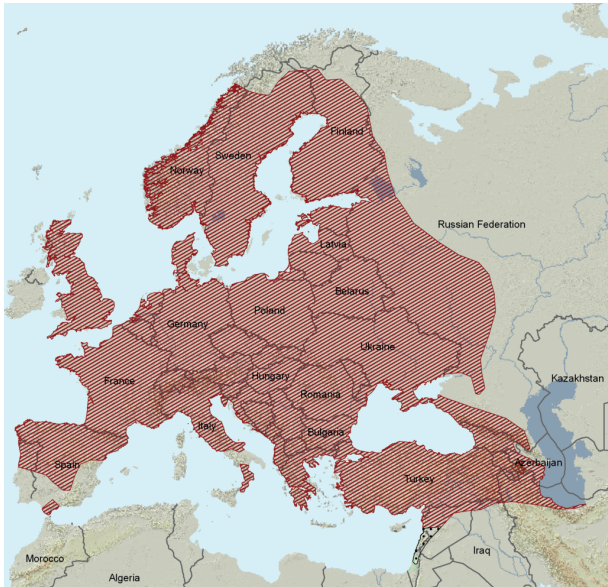 Finland
Sweden
Norway
Russian Federation
Latvia
Belarus
Poland
Germany
Ukraine
Hungary
Kazakhstan
France
Romania
Italy
Bulgaria
Azerbaijan
Spain
Turkey
Morocco
Iraq
Algeria